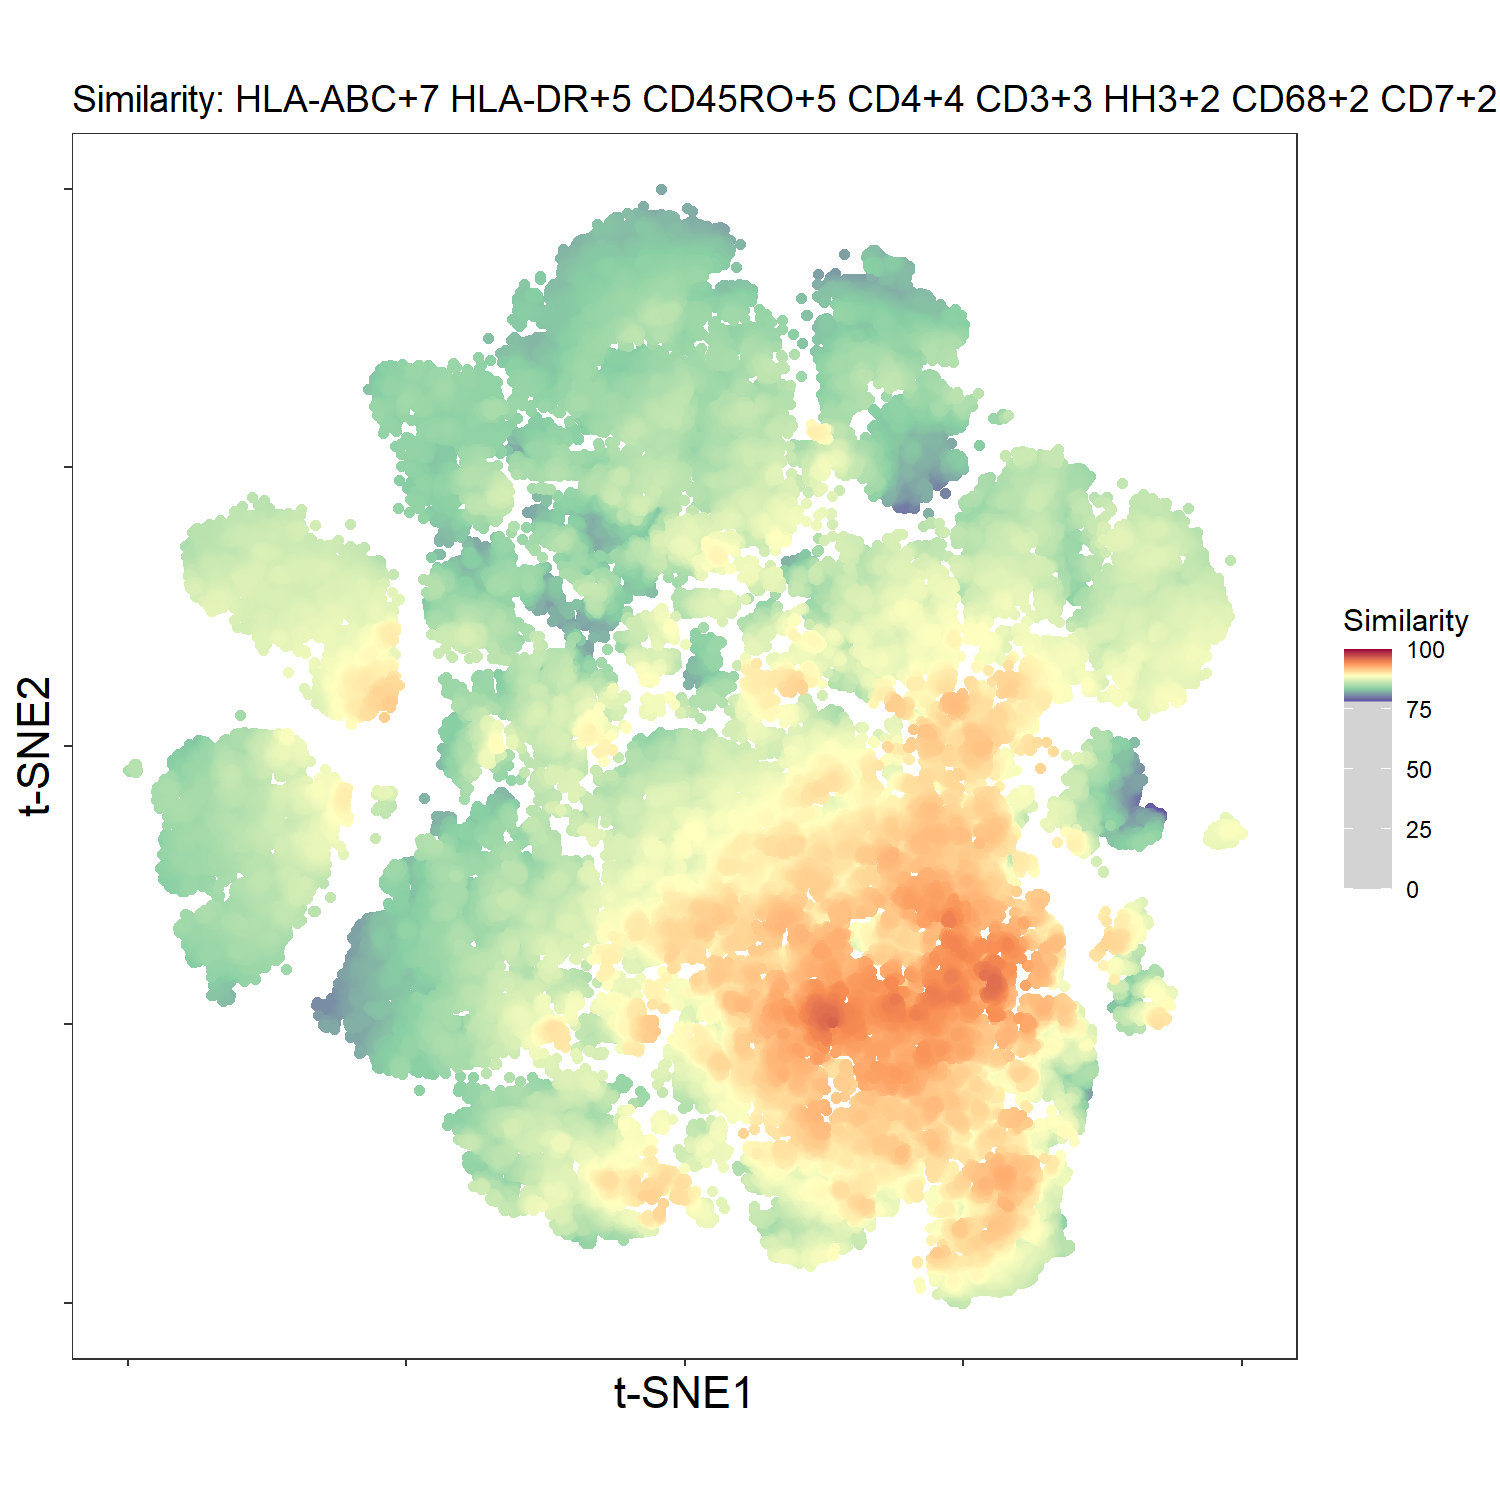 Similarity: HLA-ABC+7 HLA-DR+5 CD45RO+5 CD4+4 CD3+3 HH3+2 CD68+2 CD7+2
t-SNE2
t-SNE1
Similarity
100
75
50
25
0